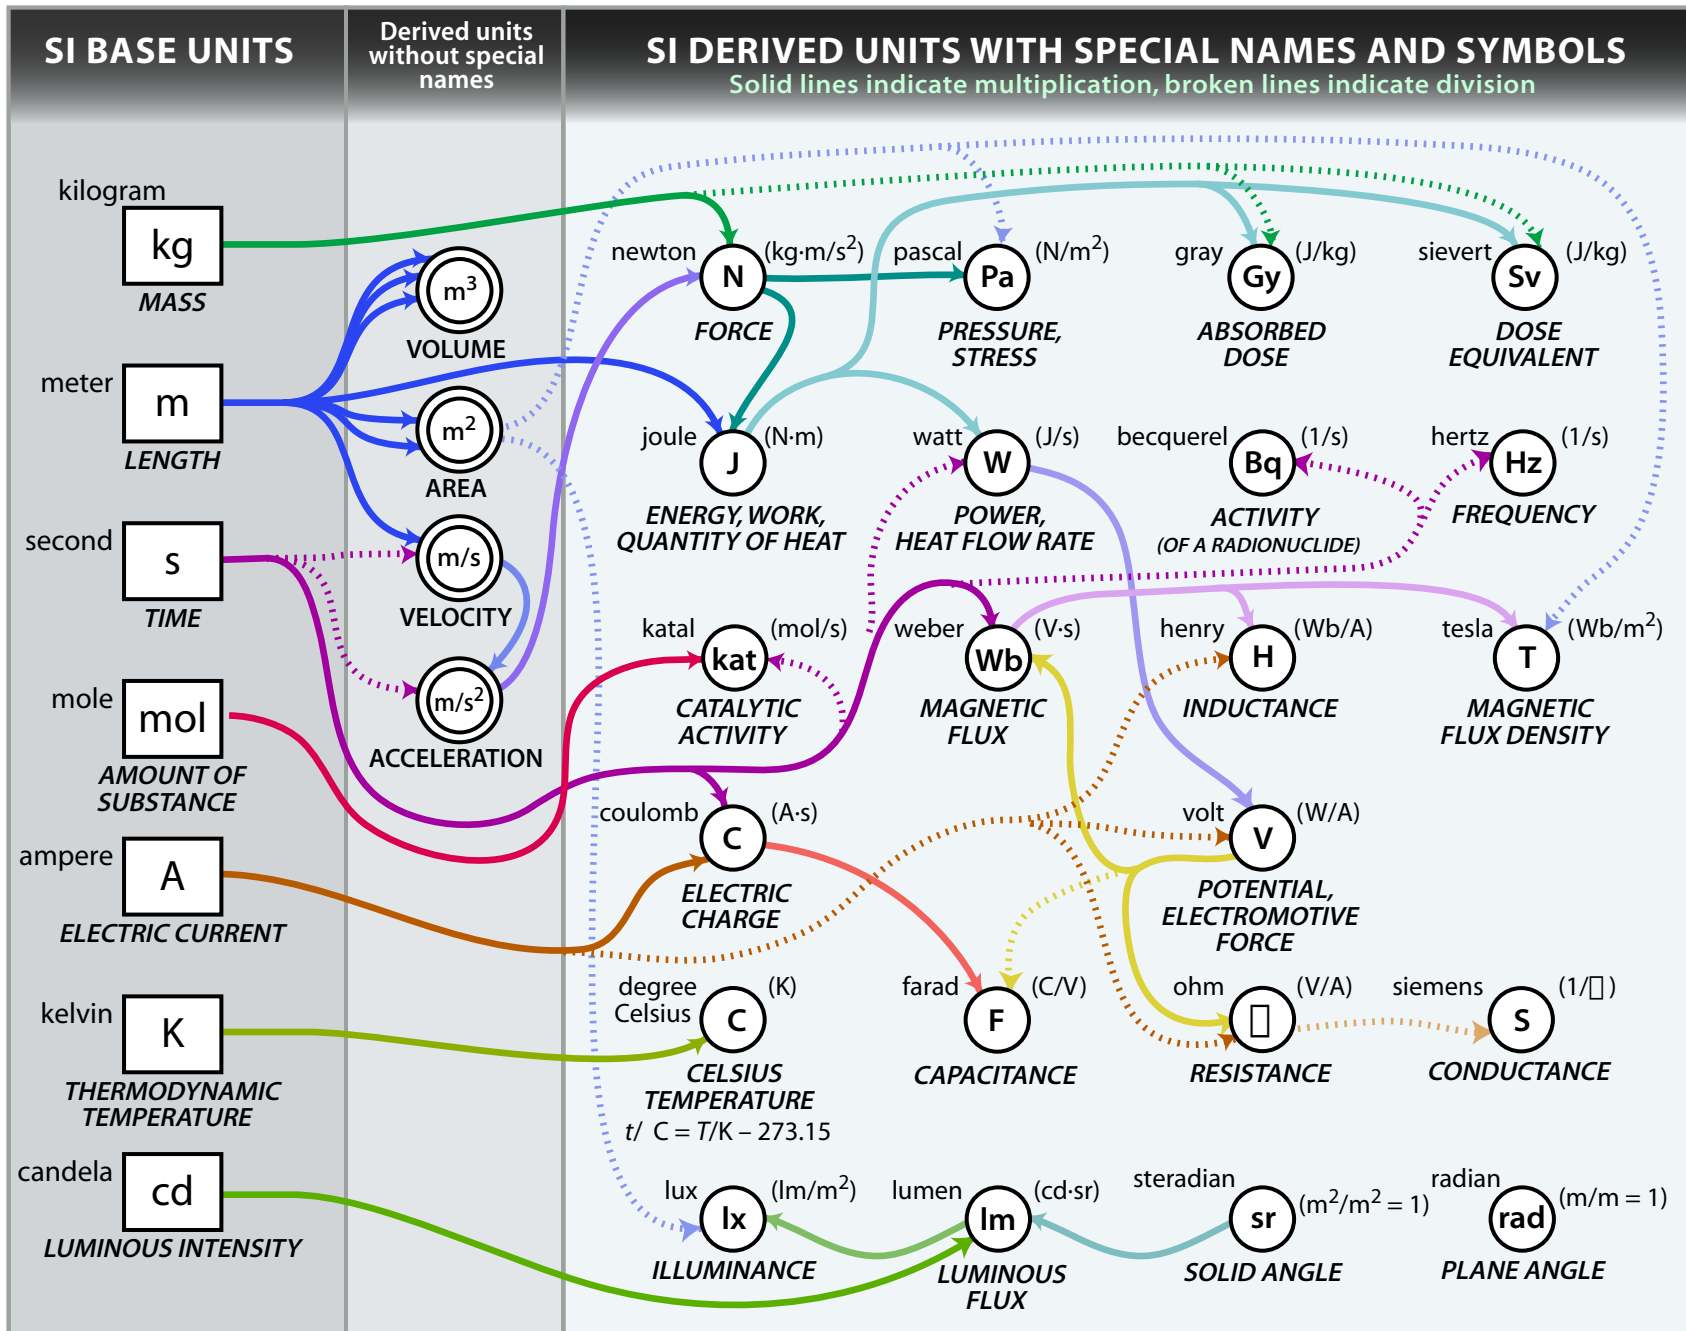 SI BASE UNITS
Derived units
without special
names
SI DERIVED UNITS WITH SPECIAL NAMES AND SYMBOLS
Solid lines indicate multiplication, broken lines indicate division
kilogram
kg
MASS
meter
m
LENGTH
second
s
TIME
mole
mol
AMOUNT OF
SUBSTANCE
ampere
A
ELECTRIC CURRENT
kelvin
K
THERMODYNAMIC
TEMPERATURE
candela
cd
LUMINOUS INTENSITY
m³
VOLUME
m²
AREA
m/s
VELOCITY
m/s²
ACCELERATION
newton
N
(kg·m/s²)
FORCE
pascal
Pa
(N/m²)
PRESSURE,
STRESS
gray
Gy
(J/kg)
ABSORBED
DOSE
sievert
Sv
(J/kg)
DOSE
EQUIVALENT
joule
J
(N·m)
ENERGY, WORK,
QUANTITY OF HEAT
watt
W
(J/s)
POWER,
HEAT FLOW RATE
becquerel
Bq
(1/s)
ACTIVITY
(OF A RADIONUCLIDE)
hertz
Hz
(1/s)
FREQUENCY
katal
kat
(mol/s)
CATALYTIC
ACTIVITY
weber
Wb
(V·s)
MAGNETIC
FLUX
henry
H
(Wb/A)
INDUCTANCE
tesla
T
(Wb/m²)
MAGNETIC
FLUX DENSITY
coulomb
C
(A·s)
ELECTRIC
CHARGE
volt
V
(W/A)
POTENTIAL,
ELECTROMOTIVE
FORCE
degree
Celsius
C
(K)
CELSIUS
TEMPERATURE
t/ C = T/K – 273.15
farad
F
(C/V)
CAPACITANCE
ohm
▯
(V/A)
RESISTANCE
siemens
S
(1/▯ )
CONDUCTANCE
lux
lx
(lm/m²)
ILLUMINANCE
lumen
lm
(cd·sr)
LUMINOUS
FLUX
steradian
sr
(m²/m² = 1)
SOLID ANGLE
radian
rad
(m/m = 1)
PLANE ANGLE